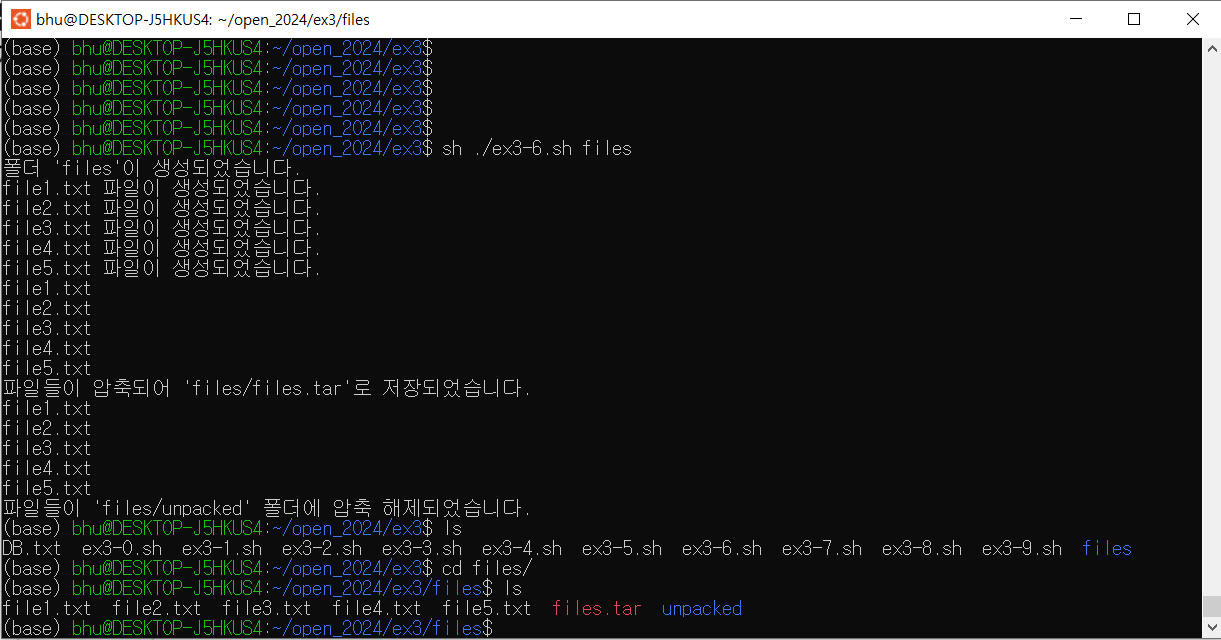 bhu@DESKTOP-J5HKUS4: ~/open_2024/ex3/files
(base) bhu@DESKTOP-J5HKUS4:~/open_2024/ex3$
(base) bhu@DESKTOP-J5HKUS4:~/open_2024/ex3$
(base) bhu@DESKTOP-J5HKUS4:~/open_2024/ex3$
(base) bhu@DESKTOP-J5HKUS4:~/open_2024/ex3$
(base) bhu@DESKTOP-J5HKUS4:~/open_2024/ex3$
(base) bhu@DESKTOP-J5HKUS4:~/open_2024/ex3$ sh ./ex3-6.sh files
폴더 'files'이 생성되었습니다.
file1.txt 파일이 생성되었습니다.
file2.txt 파일이 생성되었습니다.
file3.txt 파일이 생성되었습니다.
file4.txt 파일이 생성되었습니다.
file5.txt 파일이 생성되었습니다.
file1.txt
file2.txt
file3.txt
file4.txt
file5.txt
파일들이 압축되어 'files/files.tar'로 저장되었습니다.
file1.txt
file2.txt
file3.txt
file4.txt
file5.txt
파일들이 'files/unpacked' 폴더에 압축 해제되었습니다.
(base) bhu@DESKTOP-J5HKUS4:~/open_2024/ex3$ ls
DB.txt ex3-0.sh ex3-1.sh ex3-2.sh ex3-3.sh ex3-4.sh ex3-5.sh ex3-6.sh ex3-7.sh ex3-8.sh ex3-9.sh files
(base) bhu@DESKTOP-J5HKUS4:~/open_2024/ex3$ cd files/
(base) bhu@DESKTOP-J5HKUS4:~/open_2024/ex3/files$ ls
file1.txt file2.txt file3.txt file4.txt file5.txt files.tar unpacked
(base) bhu@DESKTOP-J5HKUS4:~/open_2024/ex3/files$